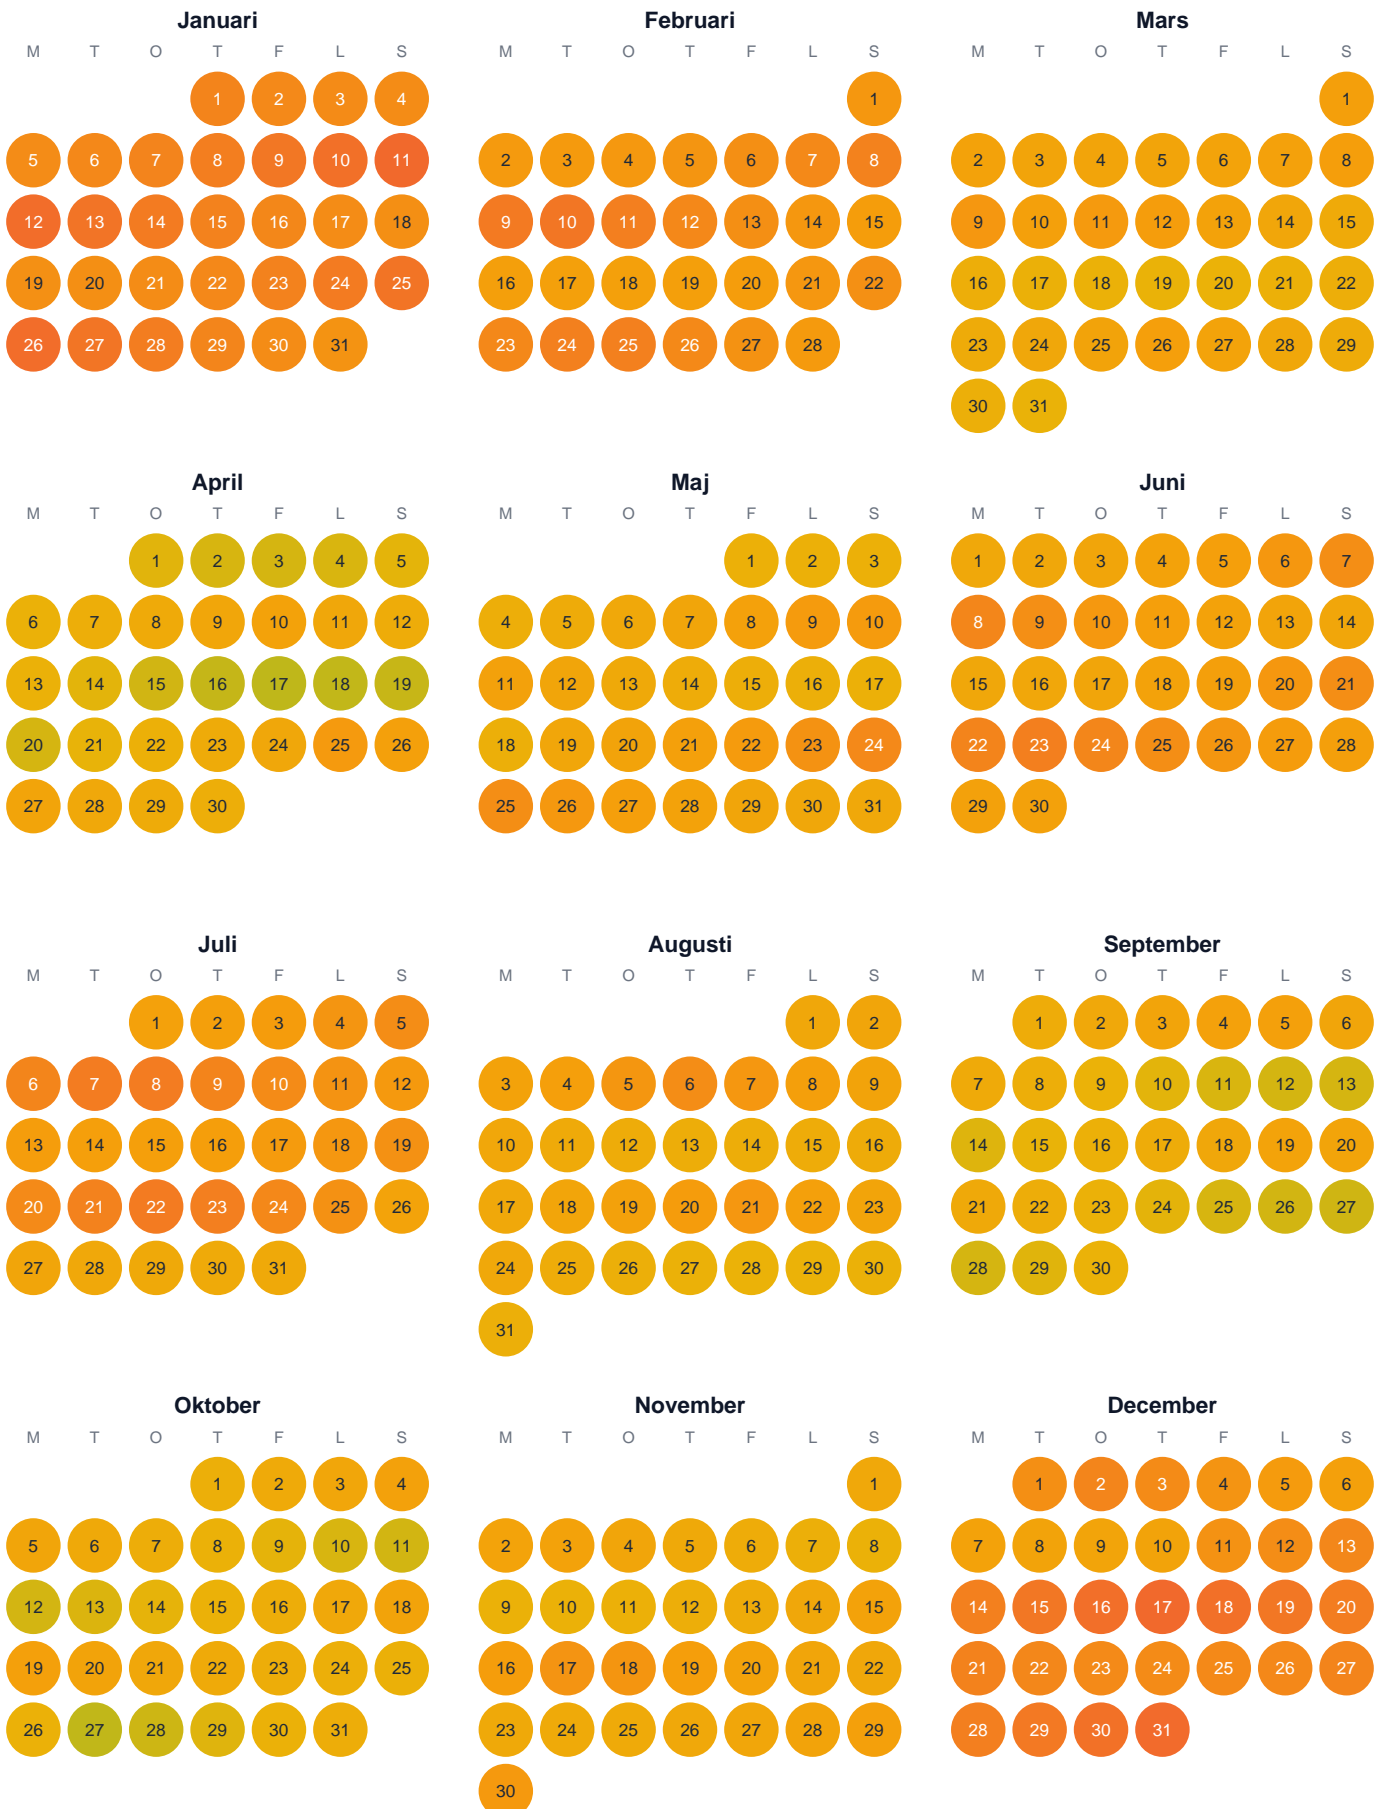 Januari Februari Mars
M T O T F L S M T O T F L S M T O T F L S
1 2 3 4 1 1
5 6 7 8 9 10 11 2 3 4 5 6 7 8 2 3 4 5 6 7 8
12 13 14 15 16 17 18 9 10 11 12 13 14 15 9 10 11 12 13 14 15
19 20 21 22 23 24 25 16 17 18 19 20 21 22 16 17 18 19 20 21 22
26 27 28 29 30 31 23 24 25 26 27 28 23 24 25 26 27 28 29
30 31
April Maj Juni
M T O T F L S M T O T F L S M T O T F L S
1 2 3 4 5 1 2 3 1 2 3 4 5 6 7
6 7 8 9 10 11 12 4 5 6 7 8 9 10 8 9 10 11 12 13 14
13 14 15 16 17 18 19 11 12 13 14 15 16 17 15 16 17 18 19 20 21
20 21 22 23 24 25 26 18 19 20 21 22 23 24 22 23 24 25 26 27 28
27 28 29 30 25 26 27 28 29 30 31 29 30
Juli Augusti September
M T O T F L S M T O T F L S M T O T F L S
1 2 3 4 5 1 2 1 2 3 4 5 6
6 7 8 9 10 11 12 3 4 5 6 7 8 9 7 8 9 10 11 12 13
13 14 15 16 17 18 19 10 11 12 13 14 15 16 14 15 16 17 18 19 20
20 21 22 23 24 25 26 17 18 19 20 21 22 23 21 22 23 24 25 26 27
27 28 29 30 31 24 25 26 27 28 29 30 28 29 30
31
Oktober November December
M T O T F L S M T O T F L S M T O T F L S
1 2 3 4 1 1 2 3 4 5 6
5 6 7 8 9 10 11 2 3 4 5 6 7 8 7 8 9 10 11 12 13
12 13 14 15 16 17 18 9 10 11 12 13 14 15 14 15 16 17 18 19 20
19 20 21 22 23 24 25 16 17 18 19 20 21 22 21 22 23 24 25 26 27
26 27 28 29 30 31 23 24 25 26 27 28 29 28 29 30 31
30